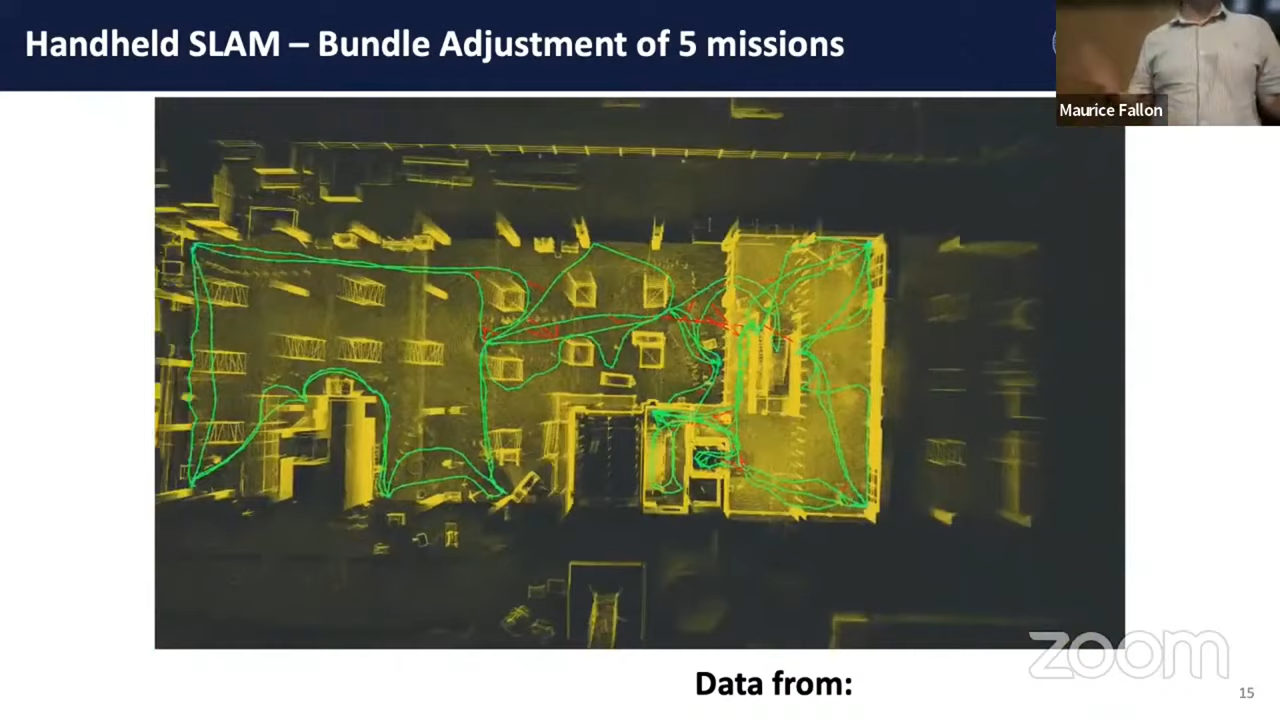 Handheld SLAM – Bundle Adjustment of 5 missions
Maurice Fallon
Data from:
zoom
15